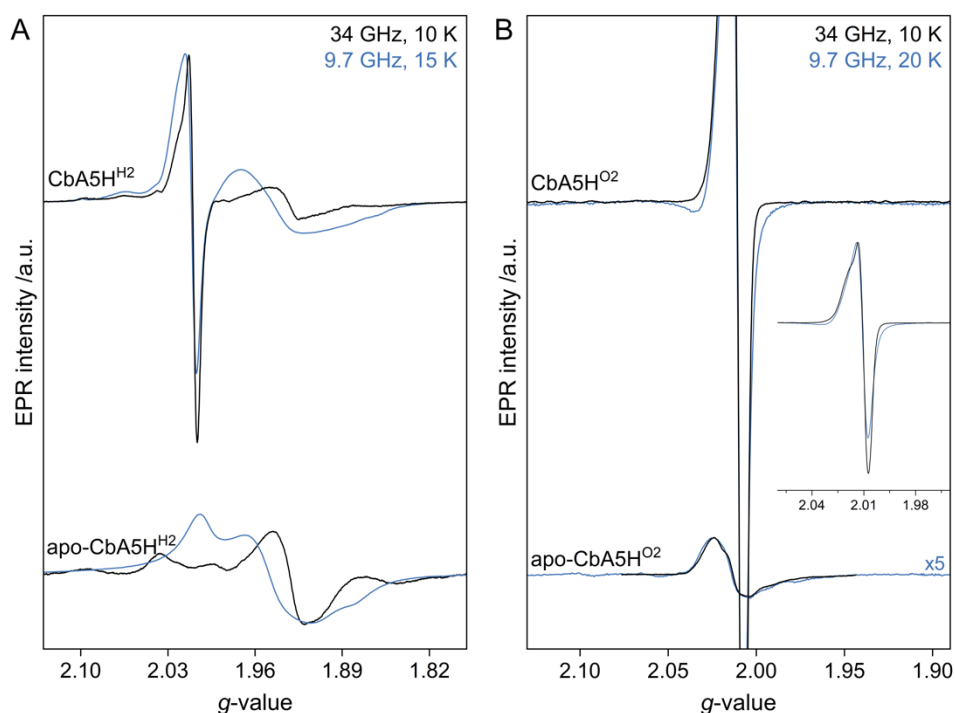 A
34 GHz, 10 K
9.7 GHz, 15 K
CbA5H^H2
apo-CbA5H^H2
EPR intensity /a.u.
2.10 2.03 1.96 1.89 1.82
g-value
B
34 GHz, 10 K
9.7 GHz, 20 K
CbA5H^O2
2.04 2.01 1.98
apo-CbA5H^O2
x5
EPR intensity /a.u.
2.10 2.05 2.00 1.95 1.90
g-value